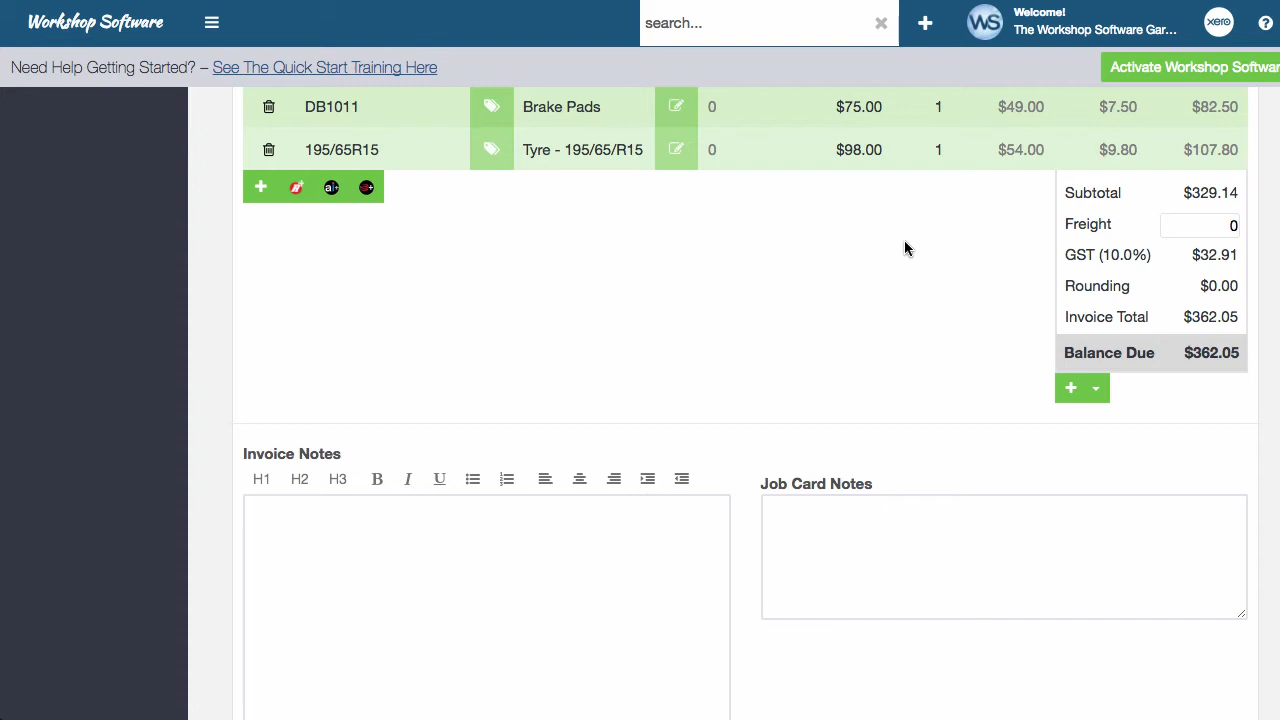 Workshop Software
search...
WS
Welcome!
The Workshop Software Gar...
xero
?
Need Help Getting Started? – See The Quick Start Training Here
Activate Workshop Softwar
DB1011 Brake Pads 0 $75.00 1 $49.00 $7.50 $82.50
195/65R15 Tyre - 195/65/R15 0 $98.00 1 $54.00 $9.80 $107.80
Subtotal $329.14
Freight 0
GST (10.0%) $32.91
Rounding $0.00
Invoice Total $362.05
Balance Due $362.05
Invoice Notes
H1 H2 H3 B I U
Job Card Notes